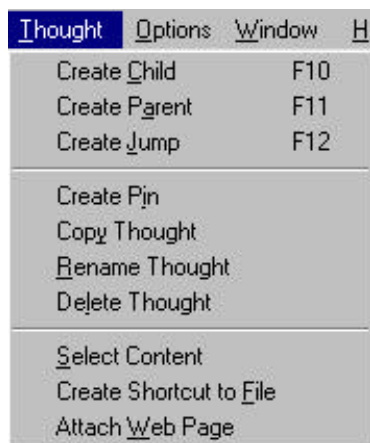 Thought Options Window H
Create Child F10
Create Parent F11
Create Jump F12
Create Pin
Copy Thought
Rename Thought
Delete Thought
Select Content
Create Shortcut to File
Attach Web Page